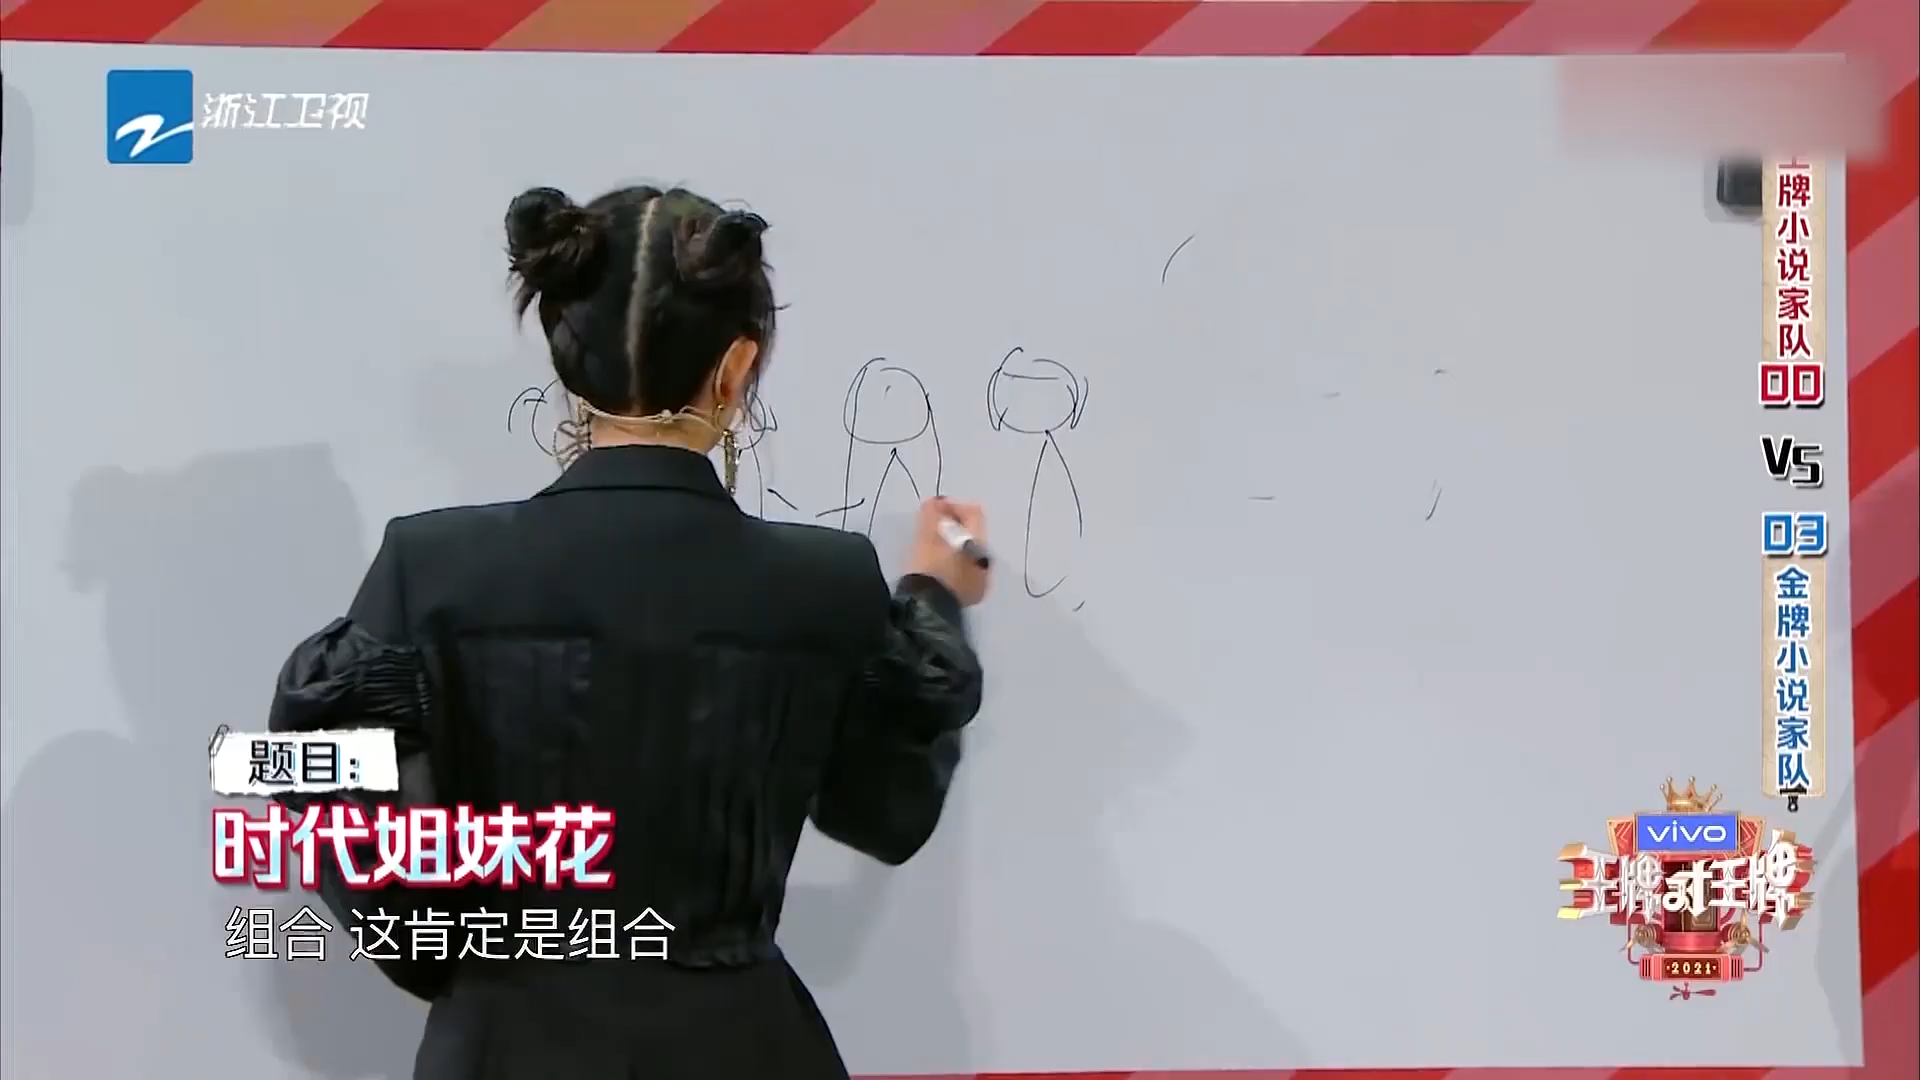 浙江卫视
王牌小说家队
00
VS
03
金牌小说家队
题目:
时代姐妹花
组合 这肯定是组合
vivo
王牌对王牌
·2021·